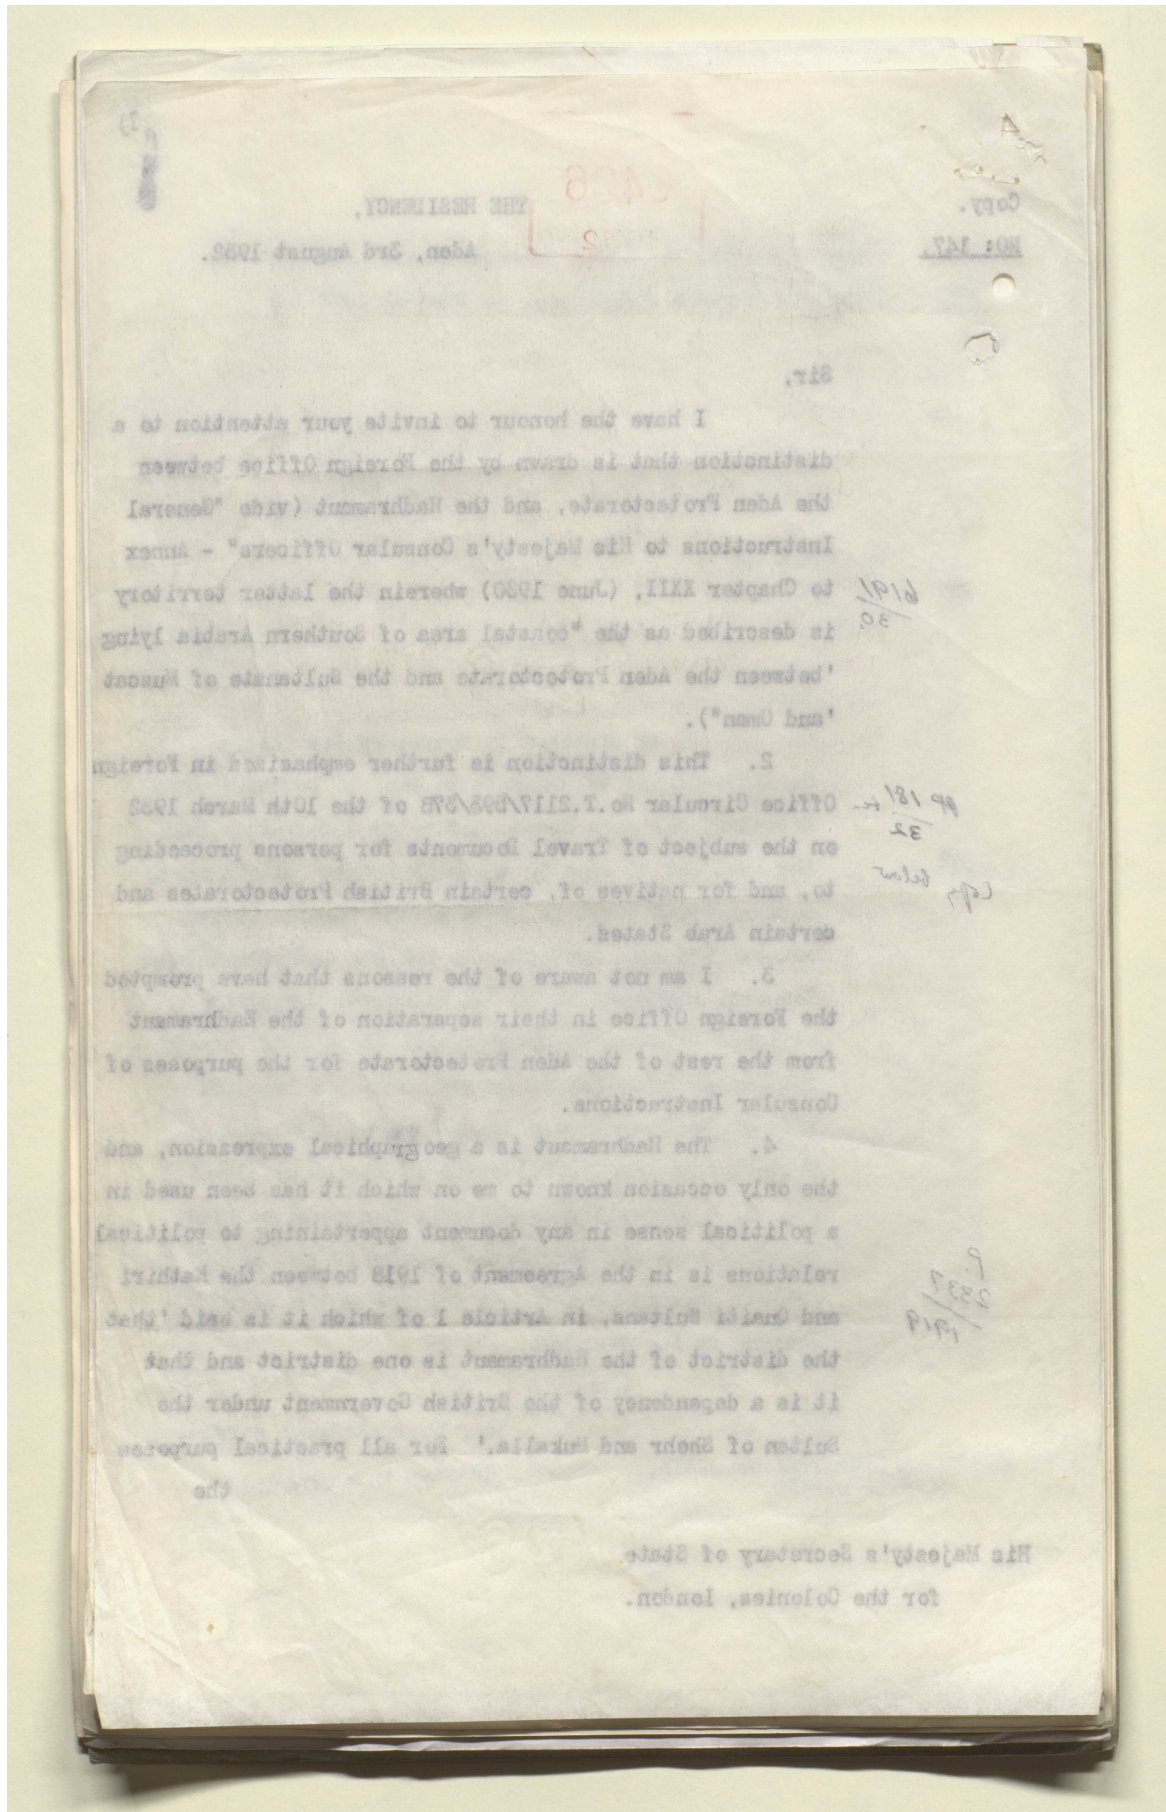 Copy.
NO: 147.
THE RESIDENCY,
Aden, 3rd August 1932.
Sir,
I have the honour to invite your attention to a
distinction that is drawn by the Foreign Office between
the Aden Protectorate, and the Hadhramaut (vide "General
Instructions to His Majesty's Consular Officers" - Annex
to Chapter XXII, (June 1930) wherein the latter territory
6191/30
is described as the "coastal area of Southern Arabia lying
'between the Aden Protectorate and the Sultanate of Muscat
'and Oman").
2. This distinction is further emphasized in Foreign
Office Circular No.T.2117/598/378 of the 10th March 1932
PP 181/32
on the subject of Travel Documents for persons proceeding
to, and for natives of, certain British Protectorates and
Copy below
certain Arab States.
3. I am not aware of the reasons that have prompted
the Foreign Office in their separation of the Hadhramaut
from the rest of the Aden Protectorate for the purposes of
Consular Instructions.
4. The Hadhramaut is a geographical expression, and
the only occasion known to me on which it has been used in
a political sense in any document appertaining to political
relations is in the Agreement of 1918 between the Kathiri
P. 2337/1919
and Quaiti Sultans, in Article 1 of which it is said 'that
the district of the Hadhramaut is one district and that
it is a dependency of the British Government under the
Sultan of Shehr and Mukalla.' For all practical purposes
the
His Majesty's Secretary of State
for the Colonies, London.